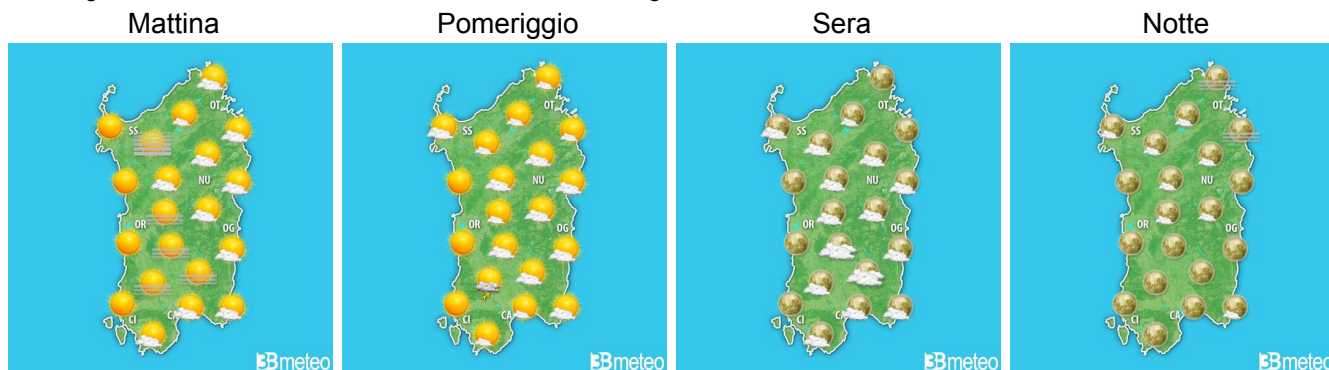 Mattina Pomeriggio Sera Notte
OT OT OT OT
SS SS SS SS
NU NU NU NU
OR OG OR OG OR OG OR OG
CI CA CI CA CI CA CI CA
3Bmeteo 3Bmeteo 3Bmeteo 3Bmeteo